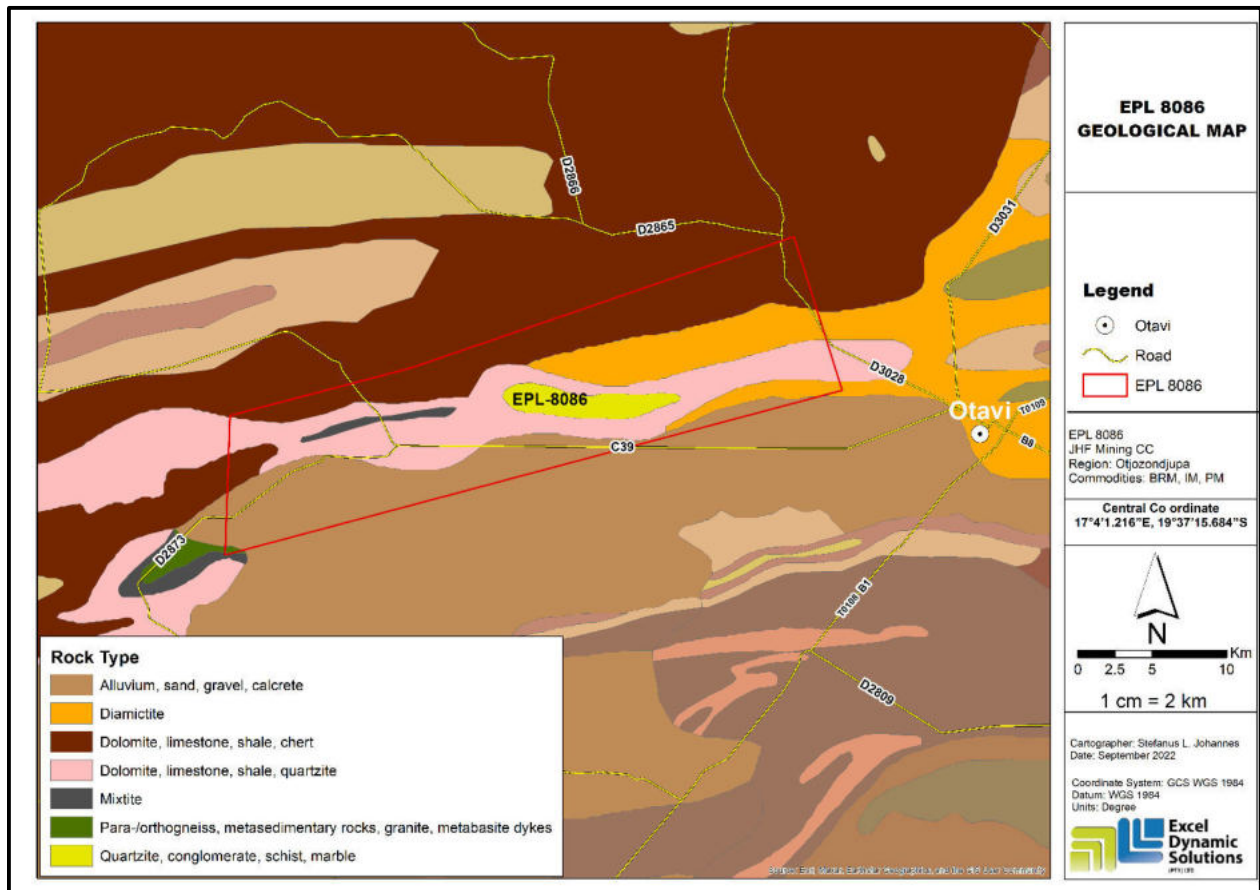 EPL 8086
GEOLOGICAL MAP
D2866
D2865
D3031
D3028
EPL-8086
Otavi
T0109
B8
C39
D2873
T0108 B1
D2809
Legend
Otavi
Road
EPL 8086
EPL 8086
JHF Mining CC
Region: Otjozondjupa
Commodities: BRM, IM, PM
Central Co ordinate
17°4'1.216"E, 19°37'15.684"S
N
Km
0 2.5 5 10
1 cm = 2 km
Cartographer: Stefanus L. Johannes
Date: September 2022
Coordinate System: GCS WGS 1984
Datum: WGS 1984
Units: Degree
Excel
Dynamic
Solutions
Rock Type
Alluvium, sand, gravel, calcrete
Diamictite
Dolomite, limestone, shale, chert
Dolomite, limestone, shale, quartzite
Mixtite
Para-/orthogneiss, metasedimentary rocks, granite, metabasite dykes
Quartzite, conglomerate, schist, marble